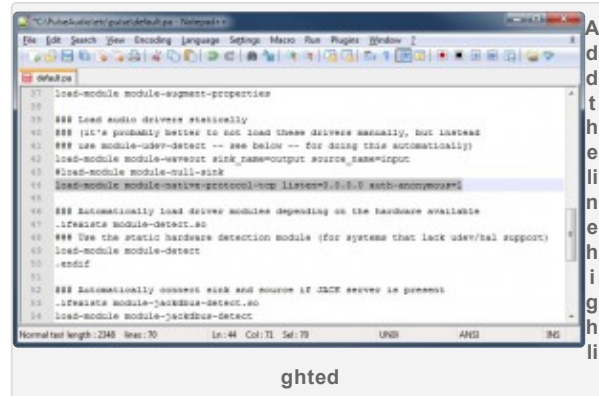 "C:\PulseAudio\etc\pulse\default.pa - Notepad++
File Edit Search View Encoding Language Settings Macro Run Plugins Window ? X
default.pa
37 load-module module-augment-properties
38
39 ### Load audio drivers statically
40 ### (it's probably better to not load these drivers manually, but instead
41 ### use module-udev-detect -- see below -- for doing this automatically)
42 load-module module-waveout sink_name=output source_name=input
43 #load-module module-null-sink
44 load-module module-native-protocol-tcp listen=0.0.0.0 auth-anonymous=1
45
46 ### Automatically load driver modules depending on the hardware available
47 .ifexists module-detect.so
48 ### Use the static hardware detection module (for systems that lack udev/hal support)
49 load-module module-detect
50 .endif
51
52 ### Automatically connect sink and source if JACK server is present
53 .ifexists module-jackdbus-detect.so
54 load-module module-jackdbus-detect
Normal text length : 2348 lines : 70 Ln : 44 Col : 71 Sel : 70 UNIX ANSI INS
A
d
d
t
h
e
li
n
e
h
i
g
h
li
ghted